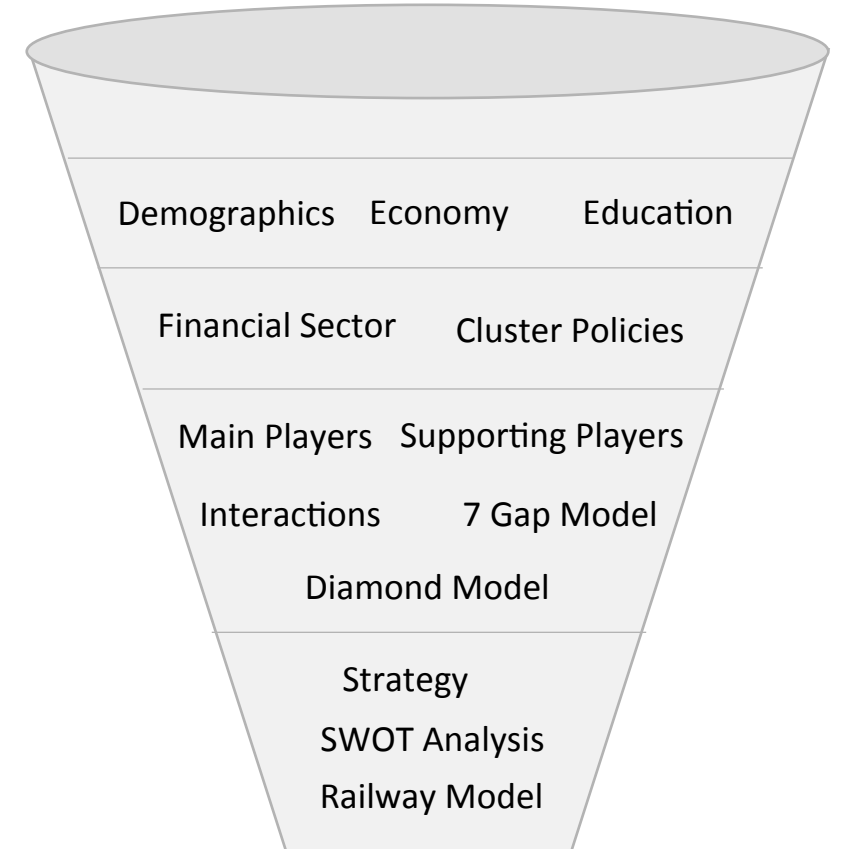 Demographics Economy Education
Financial Sector Cluster Policies
Main Players Supporting Players
Interactions 7 Gap Model
Diamond Model
Strategy
SWOT Analysis
Railway Model